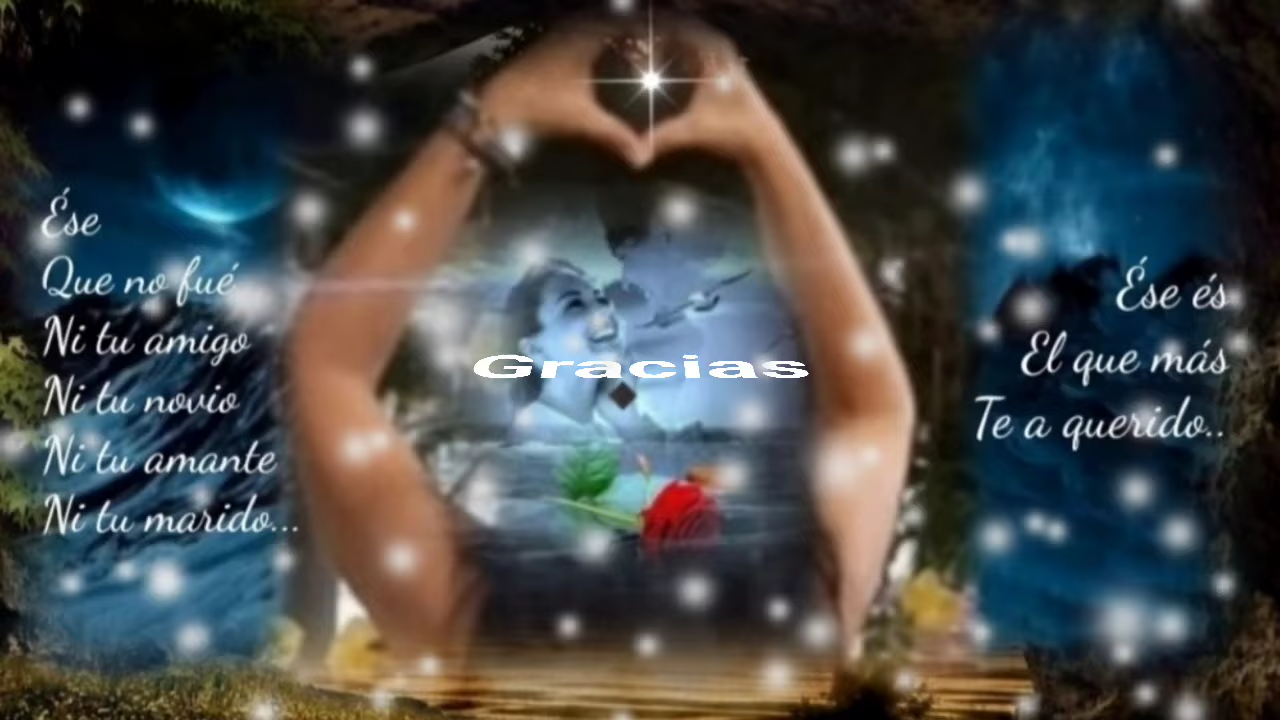 Ése
Que no fué
Ni tu amigo
Ni tu novio
Ni tu amante
Ni tu marido...
Gracias
Ése és
El que más
Te a querido..